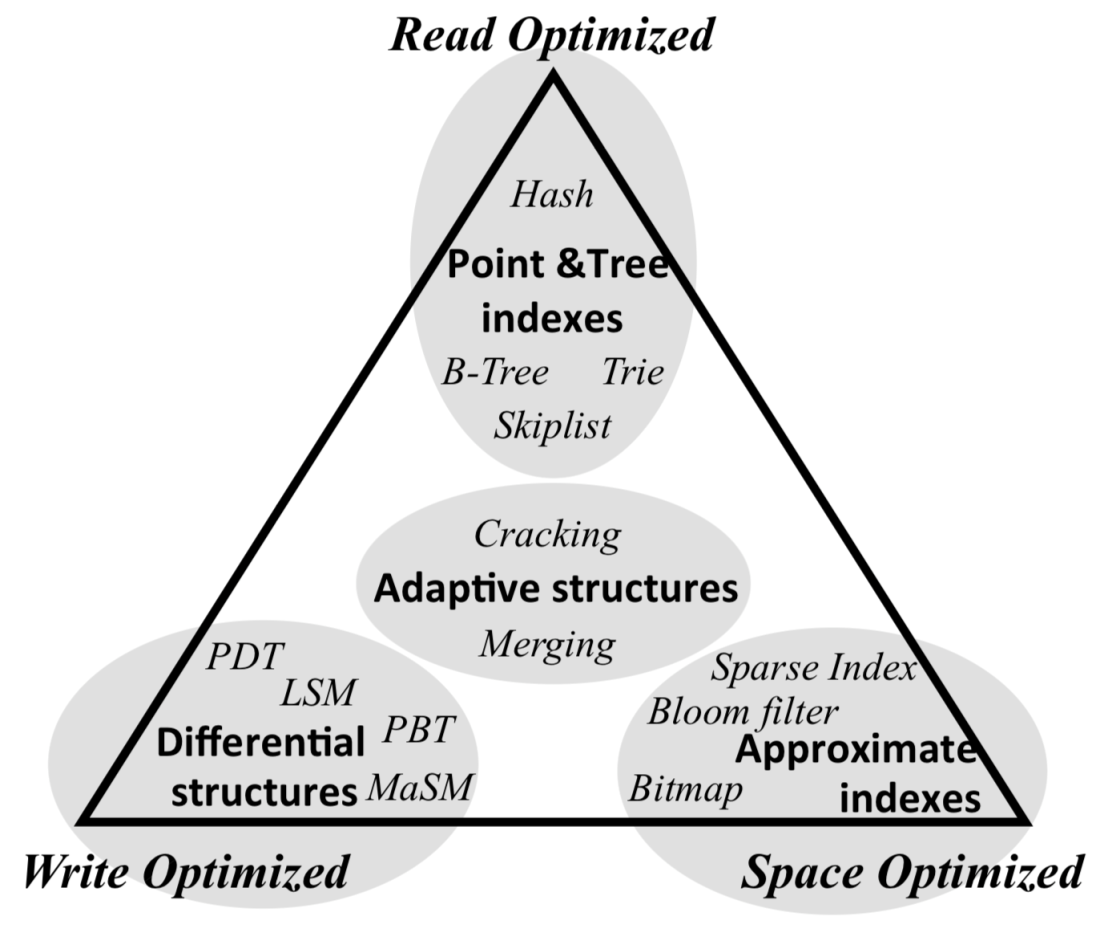 Read Optimized
Hash
Point &Tree
indexes
B-Tree Trie
Skiplist
Cracking
Adaptive structures
Merging
PDT
LSM
PBT
Differential
structures
MaSM
Sparse Index
Bloom filter
Approximate
Bitmap
indexes
Write Optimized
Space Optimized